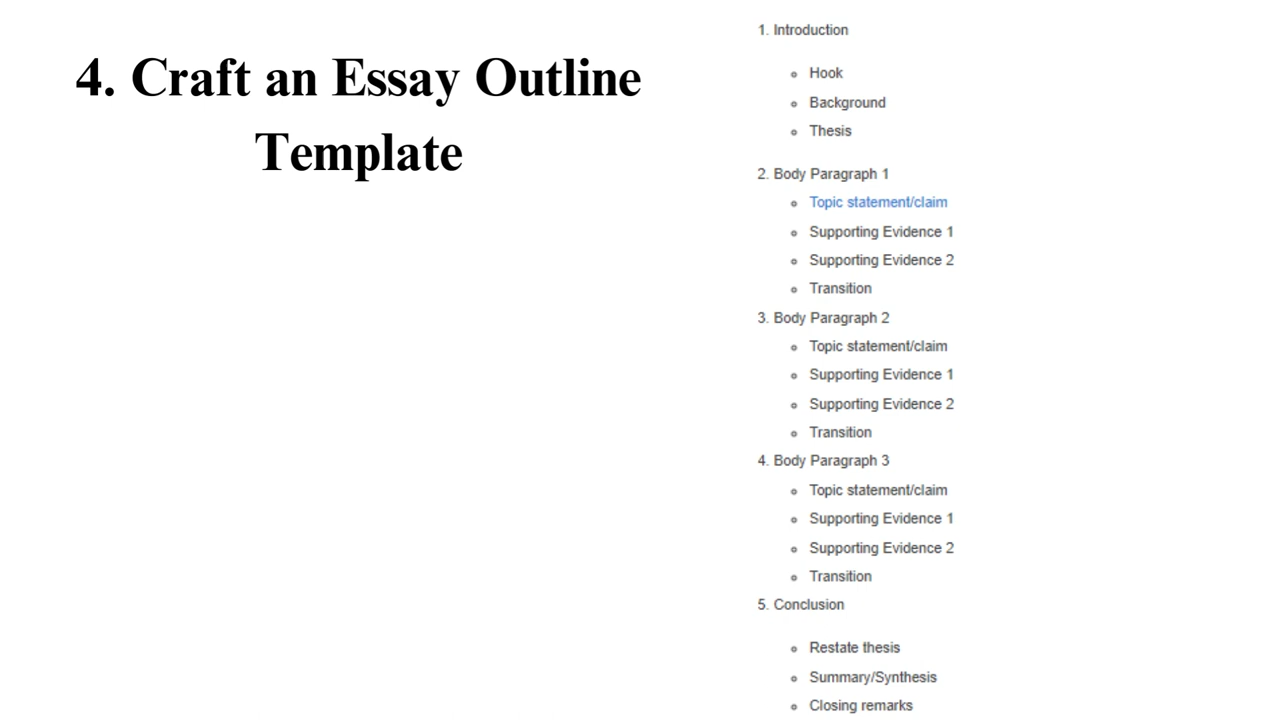 4. Craft an Essay Outline
Template
1. Introduction
Hook
Background
Thesis
2. Body Paragraph 1
Topic statement/claim
Supporting Evidence 1
Supporting Evidence 2
Transition
3. Body Paragraph 2
Topic statement/claim
Supporting Evidence 1
Supporting Evidence 2
Transition
4. Body Paragraph 3
Topic statement/claim
Supporting Evidence 1
Supporting Evidence 2
Transition
5. Conclusion
Restate thesis
Summary/Synthesis
Closing remarks